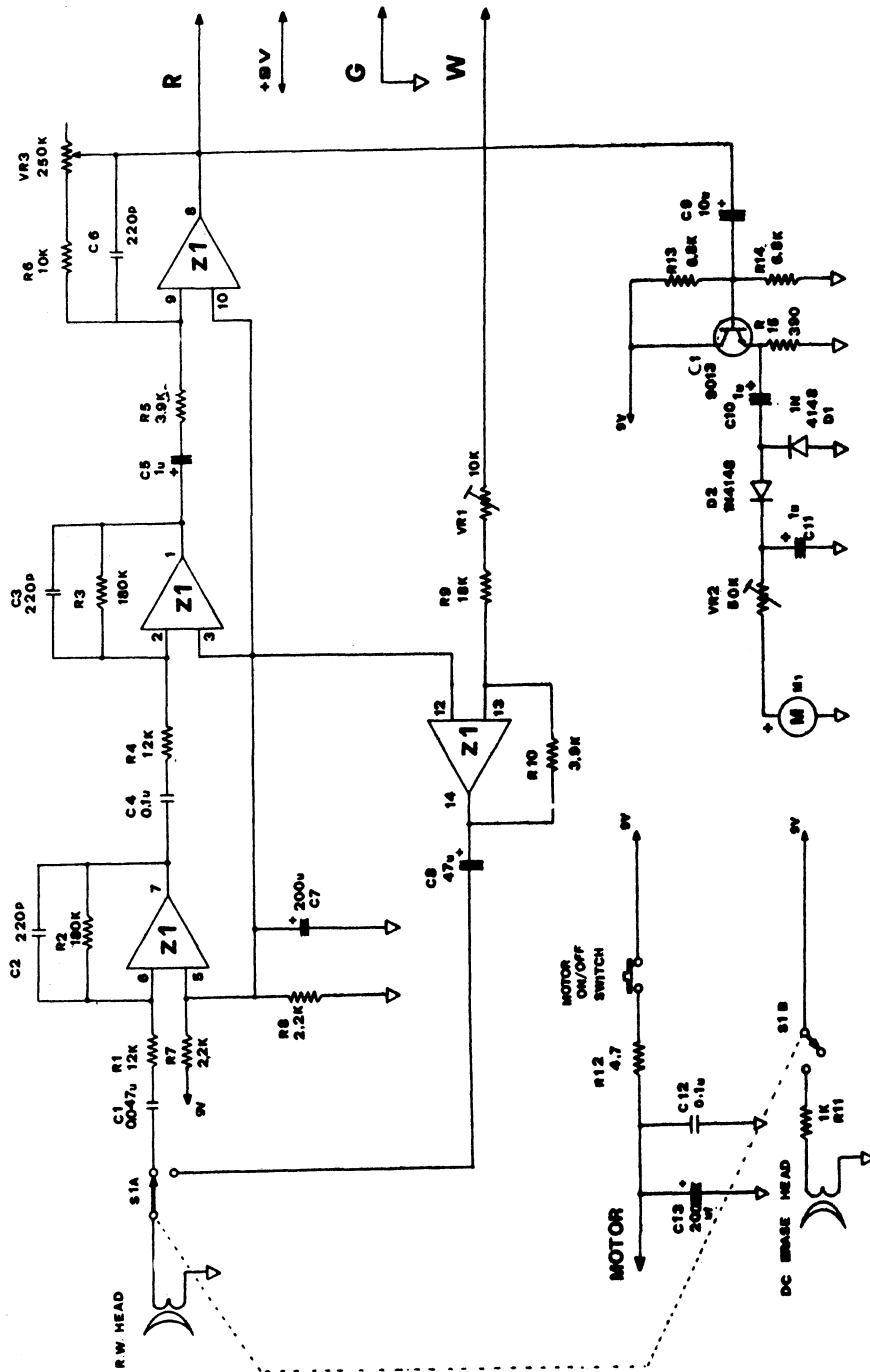 R.W. HEAD
S1A
C1
0.047u
R1
12K
R7
2.2K
9V
C2
220P
R2
180K
6
5
Z1
7
R8
2.2K
+
200u
C7
C4
0.1u
R4
12K
C3
220P
R3
180K
2
3
Z1
1
C5
1u
+
R5
3.9K
R6
10K
VR3
250K
C6
220P
9
10
Z1
8
R
+9V
G
W
C8
47u
+
14
Z1
12
13
R10
3.9K
R9
18K
VR1
10K
MOTOR
C13
200
uf
+
C12
0.1u
R12
4.7
MOTOR
ON/OFF
SWITCH
9V
DC ERASE HEAD
1K
R11
S1B
9V
+
M
M1
VR2
50K
+
1u
C11
D2
1N4148
1N
4148
D1
C10
1u
+
9013
R
15
390
9V
R13
6.8K
R14
6.8K
C9
10u
+